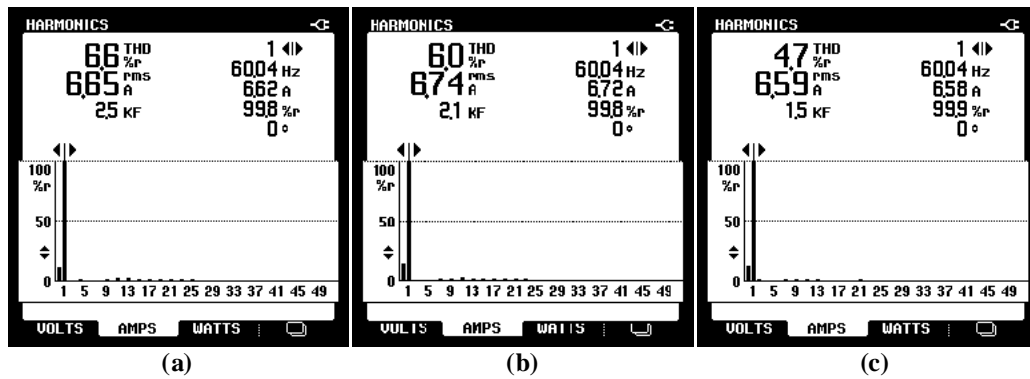 HARMONICS
6.6 THD %r
6.65 rms A
2.5 KF
1
60.04 Hz
6.62 A
99.8 %r
0 °
100
%r
50
0
1 5 9 13 17 21 25 29 33 37 41 45 49
VOLTS AMPS WATTS
(a)
HARMONICS
6.0 THD %r
6.74 rms A
2.1 KF
1
60.04 Hz
6.72 A
99.8 %r
0 °
100
%r
50
0
1 5 9 13 17 21 25 29 33 37 41 45 49
VOLTS AMPS WATTS
(b)
HARMONICS
4.7 THD %r
6.59 rms A
1.5 KF
1
60.04 Hz
6.58 A
99.9 %r
0 °
100
%r
50
0
1 5 9 13 17 21 25 29 33 37 41 45 49
VOLTS AMPS WATTS
(c)